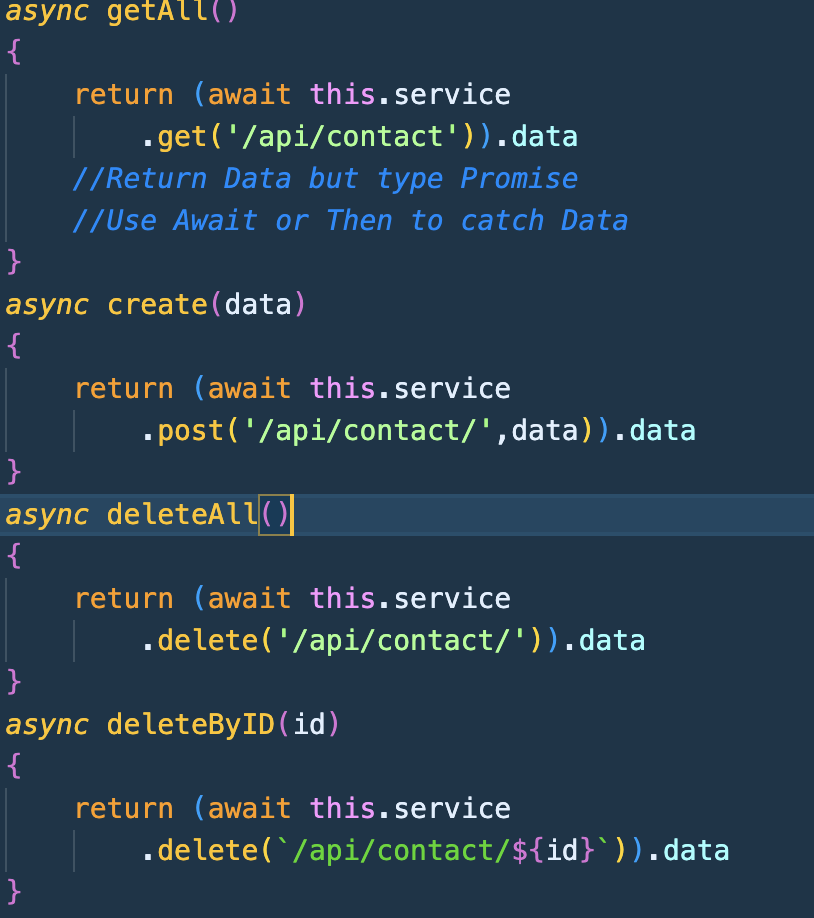 async getAll()
{
return (await this.service
.get('/api/contact')).data
//Return Data but type Promise
//Use Await or Then to catch Data
}
async create(data)
{
return (await this.service
.post('/api/contact/',data)).data
}
async deleteAll()
{
return (await this.service
.delete('/api/contact/')).data
}
async deleteByID(id)
{
return (await this.service
.delete(`/api/contact/${id}`)).data
}